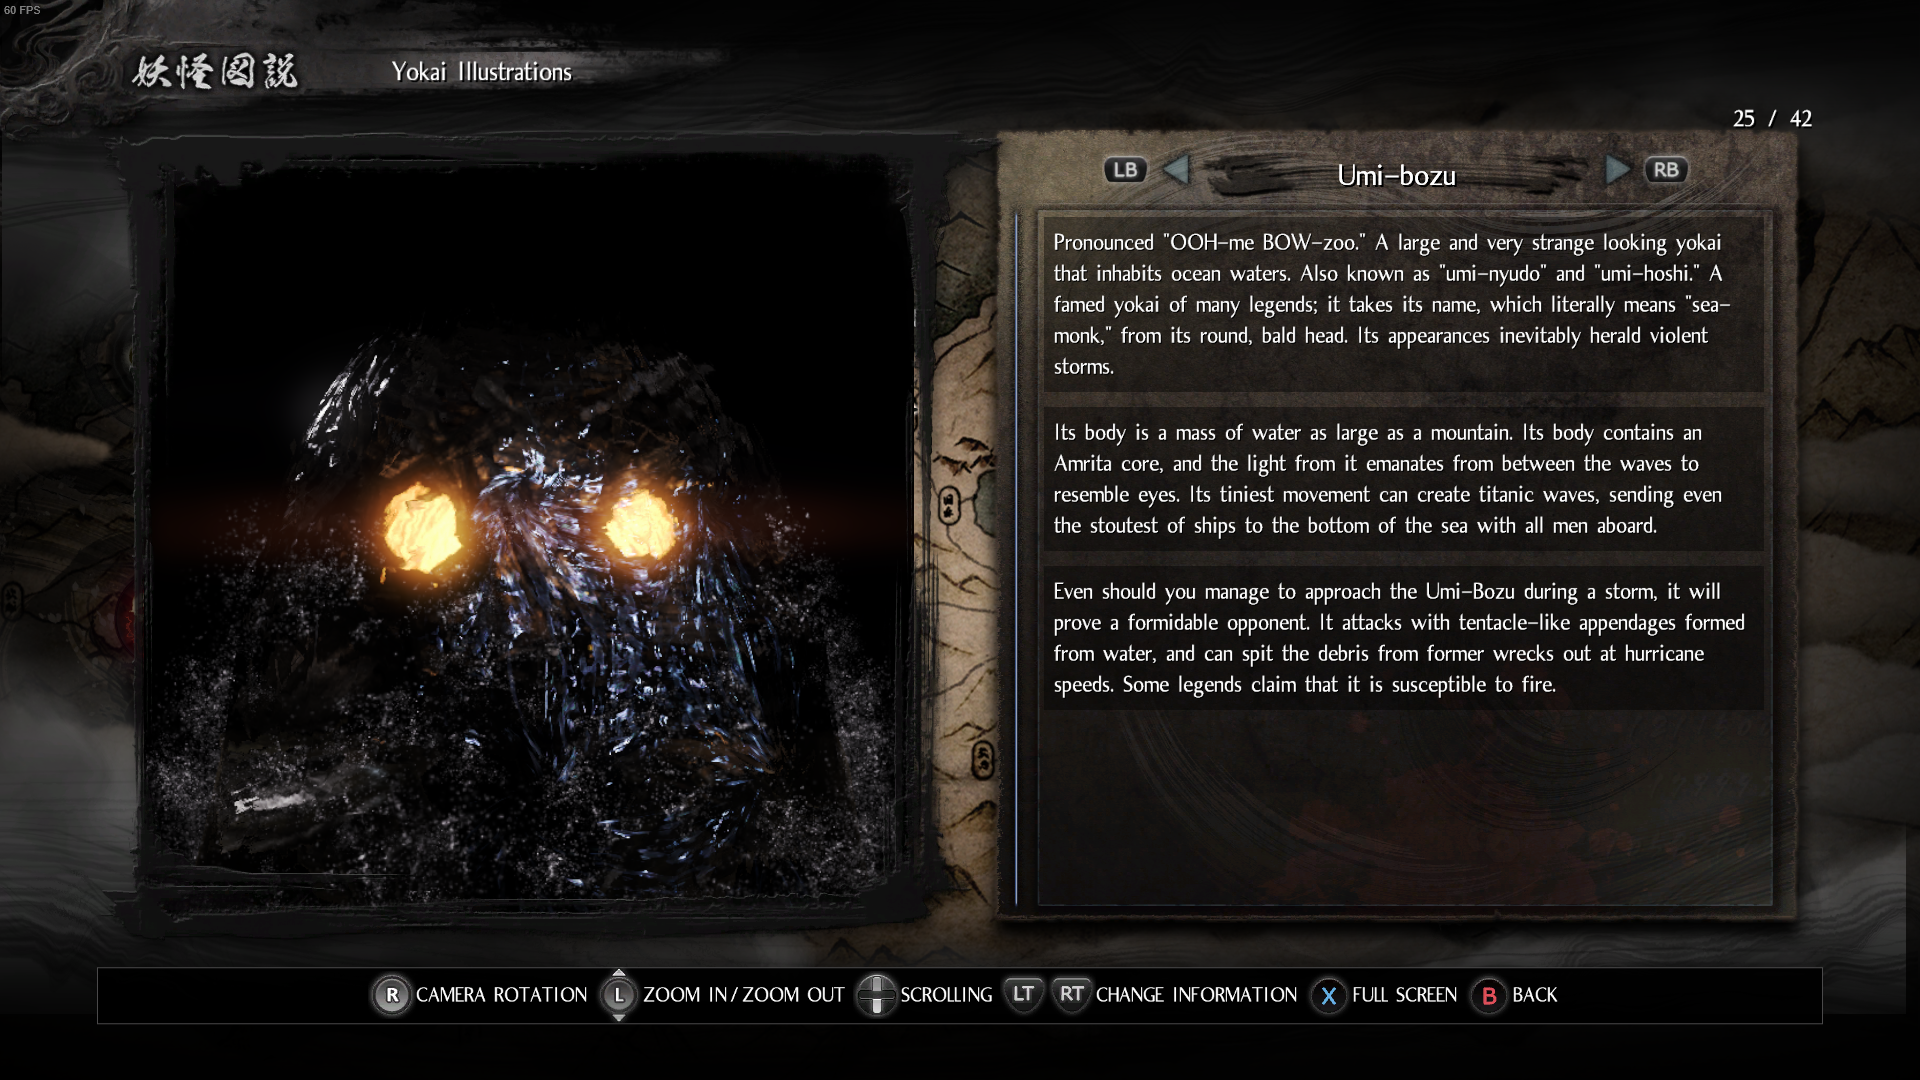 60 FPS
妖怪図説
Yokai Illustrations
25 / 42
LB
Umi-bozu
RB
Pronounced "OOH-me BOW-zoo." A large and very strange looking yokai
that inhabits ocean waters. Also known as "umi-nyudo" and "umi-hoshi." A
famed yokai of many legends; it takes its name, which literally means "sea-
monk," from its round, bald head. Its appearances inevitably herald violent
storms.
Its body is a mass of water as large as a mountain. Its body contains an
Amrita core, and the light from it emanates from between the waves to
resemble eyes. Its tiniest movement can create titanic waves, sending even
the stoutest of ships to the bottom of the sea with all men aboard.
Even should you manage to approach the Umi-Bozu during a storm, it will
prove a formidable opponent. It attacks with tentacle-like appendages formed
from water, and can spit the debris from former wrecks out at hurricane
speeds. Some legends claim that it is susceptible to fire.
R CAMERA ROTATION L ZOOM IN / ZOOM OUT SCROLLING LT RT CHANGE INFORMATION X FULL SCREEN B BACK